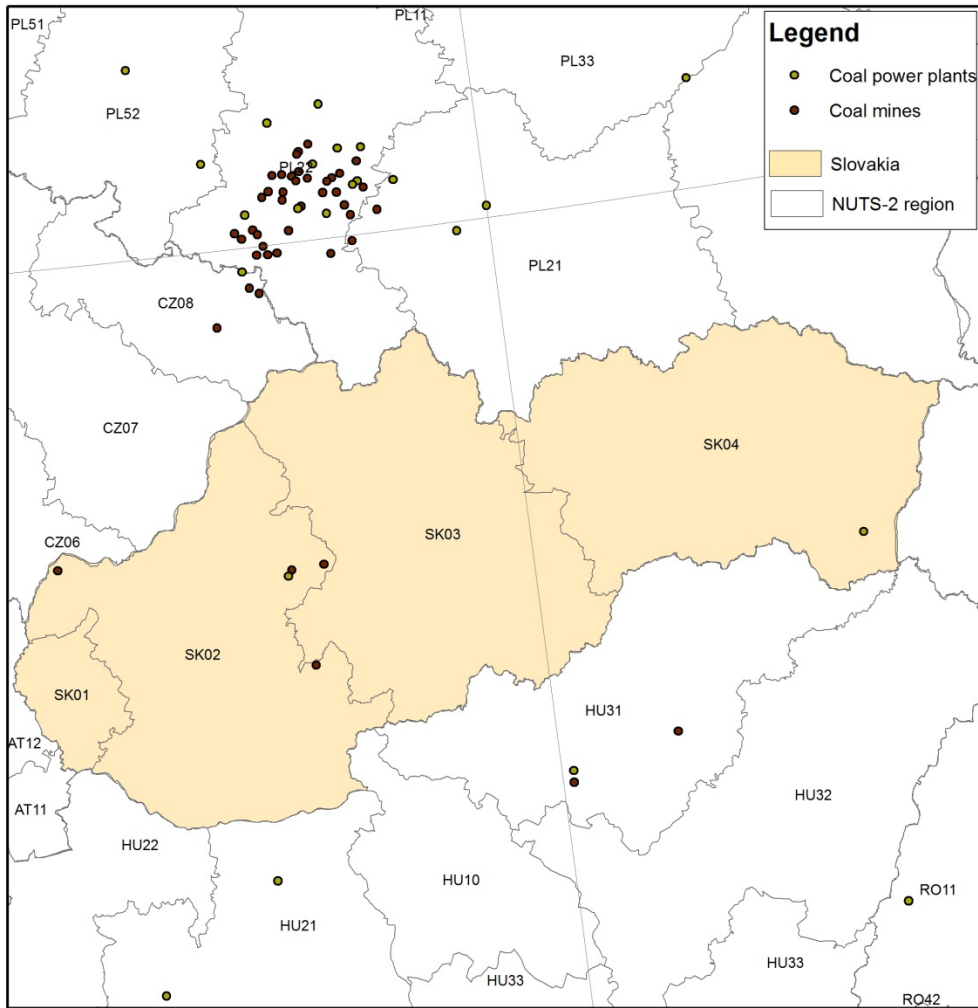 PL51
PL11
PL33
Legend
Coal power plants
Coal mines
Slovakia
NUTS-2 region
PL52
PL22
PL21
CZ08
CZ07
SK04
CZ06
SK03
SK02
SK01
HU31
AT12
HU32
AT11
HU22
HU10
RO11
HU21
HU33
HU33
RO42